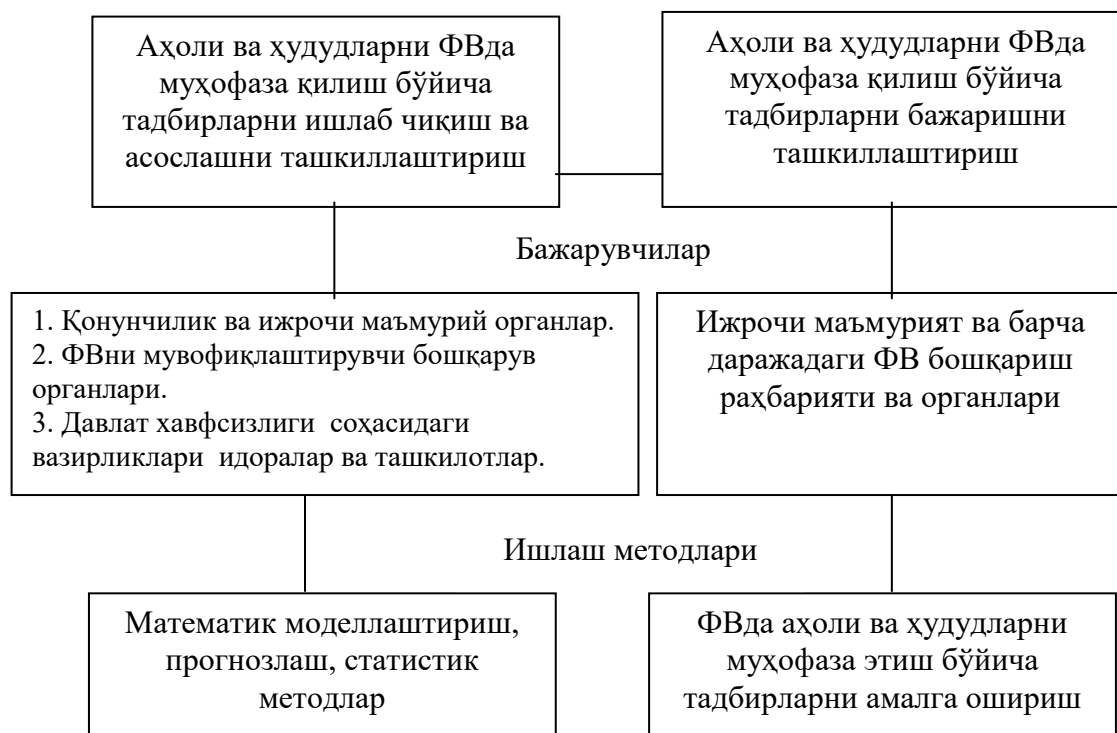 Аҳоли ва ҳудудларни ФВда
муҳофаза қилиш бўйича
тадбирларни ишлаб чиқиш ва
асослашни ташкиллаштириш
Аҳоли ва ҳудудларни ФВда
муҳофаза қилиш бўйича
тадбирларни бажаришни
ташкиллаштириш
Бажарувчилар
1. Қонунчилик ва ижрочи маъмурий органлар.
2. ФВни мувофиқлаштирувчи бошқарув
органлари.
3. Давлат хавфсизлиги соҳасидаги
вазирликлари идоралар ва ташкилотлар.
Ижрочи маъмурият ва барча
даражадаги ФВ бошқариш
раҳбарияти ва органлари
Ишлаш методлари
Математик моделлаштириш,
прогнозлаш, статистик
методлар
ФВда аҳоли ва ҳудудларни
муҳофаза этиш бўйича
тадбирларни амалга ошириш